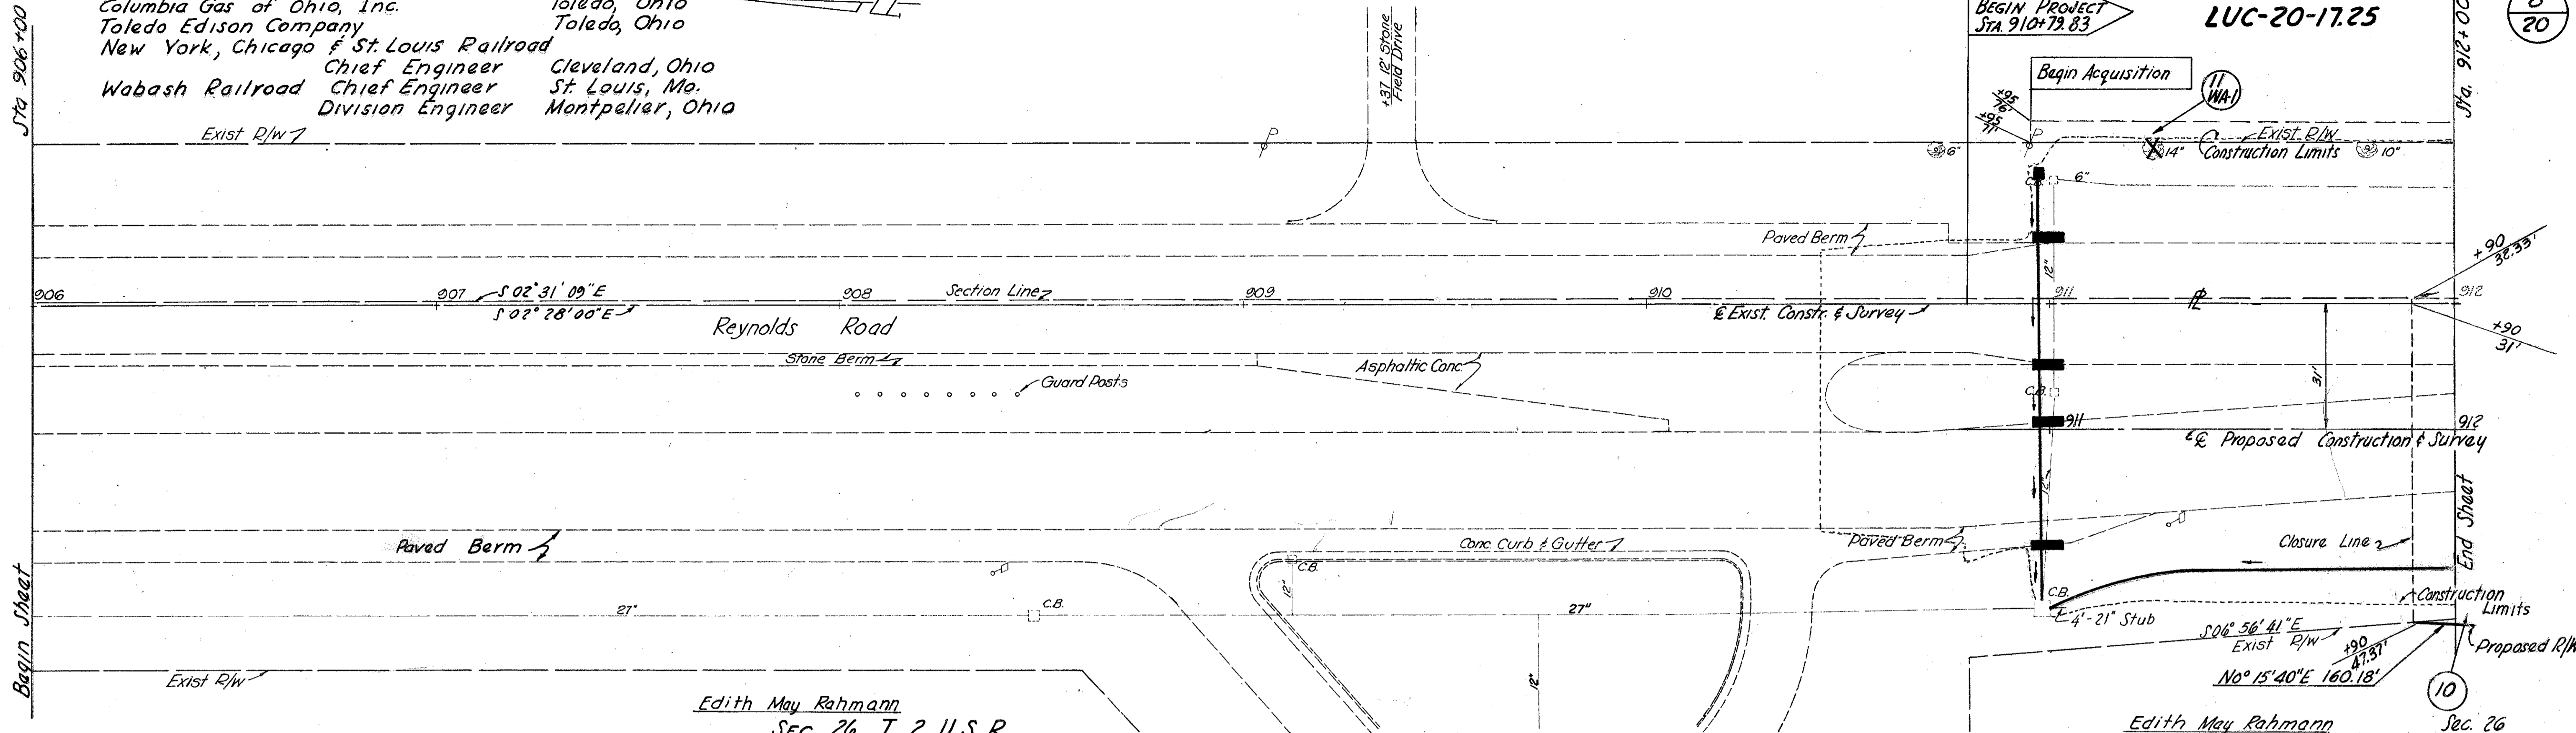 Columbia Gas of Ohio, Inc. Toledo, Ohio
Toledo Edison Company Toledo, Ohio
New York, Chicago & St. Louis Railroad
Chief Engineer Cleveland, Ohio
Wabash Railroad Chief Engineer St. Louis, Mo.
Division Engineer Montpelier, Ohio
Sta 906+00
Begin Sheet
+37 12' Stone
Field Drive
BEGIN PROJECT
STA. 910+79.83
LUC-20-17.25
Sta. 912+00
20
Begin Acquisition
11
WA-1
+95
76'
+95
71'
Exist R/W
P
P
6"
14"
Exist R/W
Construction Limits
10"
C.B.
6"
Paved Berm
12"
906
907
S 02° 31' 09" E
908
Section Line
909
910
911
912
S 02° 28' 00" E
Reynolds Road
℄ Exist. Constr. & Survey
+90
32.33'
+90
31'
Stone Berm
Asphaltic Conc
Guard Posts
C.B.
31'
911
912
℄ Proposed Construction & Survey
12"
Paved Berm
Conc. Curb & Gutter
Paved Berm
Closure Line
End Sheet
C.B.
12"
27"
C.B.
27"
C.B.
4'-21" Stub
Construction
Limits
S 06° 56' 41" E
Exist R/W
+90
47.37'
Proposed R/W
N 0° 15' 40" E 160.18'
Exist R/W
12"
10
Edith May Rahmann
SEC. 26 T. 2 U.S.R.
Edith May Rahmann
Sec. 26